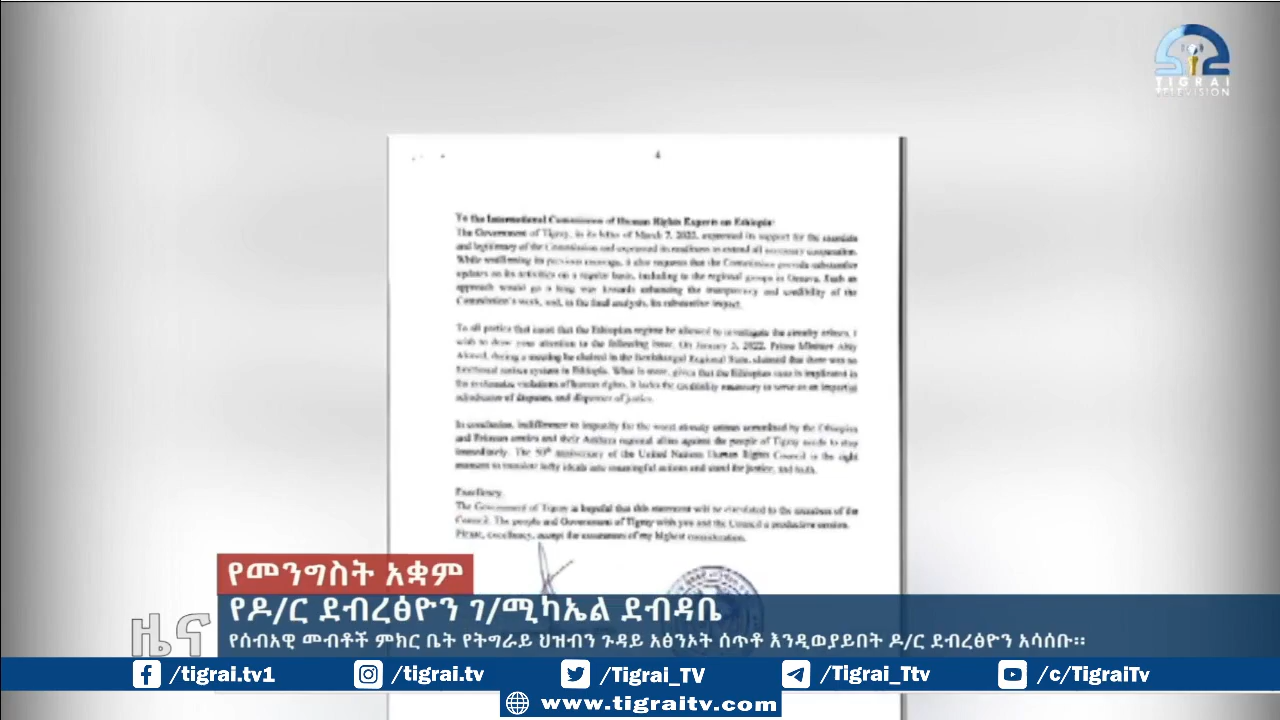 TIGRAI
TELEVISION
4
To the International Commission of Human Rights Experts on Ethiopia:
The Government of Tigray, in its letter of March 7, 2022, expressed its support for the mandate
and legitimacy of the Commission and expressed its readiness to extend all necessary cooperation.
While reaffirming its previous message, it also requests that the Commission provide substantive
updates on its activities on a regular basis, including to the regional groups in Geneva. Such an
approach would go a long way towards enhancing the transparency and credibility of the
Commission's work, and, in the final analysis, its substantive impact.
To all parties that insist that the Ethiopian regime be allowed to investigate the atrocity crimes, I
wish to draw your attention to the following issue. On January 3, 2022, Prime Minister Abiy
Ahmed, during a meeting he chaired in the Benishangul Regional State, claimed that there was no
functional justice system in Ethiopia. What is more, given that the Ethiopian state is implicated in
the systematic violations of human rights, it lacks the credibility necessary to serve as an impartial
adjudicator of disputes and dispenser of justice.
In conclusion, indifference to impunity for the worst atrocity crimes committed by the Ethiopian
and Eritrean armies and their Amhara regional allies against the people of Tigray needs to stop
immediately. The 50th anniversary of the United Nations Human Rights Council is the right
moment to translate lofty ideals into meaningful actions and stand for justice, and truth.
Excellency,
The Government of Tigray is hopeful that this statement will be circulated to the members of the
Council. The people and Government of Tigray wish you and the Council a productive session.
Please, excellency, accept the assurances of my highest consideration.
የመንግስት አቋም
የዶ/ር ደብረፅዮን ገ/ሚካኤል ደብዳቤ
ዜና
የሰብአዊ መብቶች ምክር ቤት የትግራይ ህዝብን ጉዳይ አፅንኦት ሰጥቶ እንዲወያይበት ዶ/ር ደብረፅዮን አሳሰቡ።
/tigrai.tv1 /tigrai.tv /Tigrai_TV /Tigrai_Ttv /c/TigraiTv
www.tigraitv.com